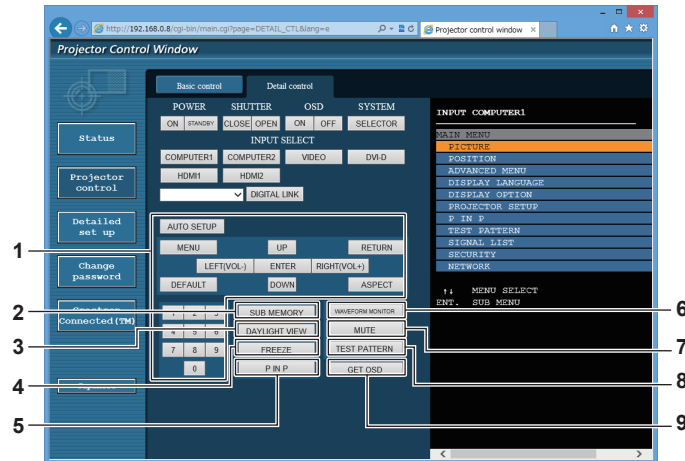 http://192.168.0.8/cgi-bin/main.cgi?page=DETAIL_CTL&lang=e
Projector control window
Projector Control Window
Basic control
Detail control
POWER SHUTTER OSD SYSTEM
ON STANDBY CLOSE OPEN ON OFF SELECTOR
INPUT SELECT
COMPUTER1 COMPUTER2 VIDEO DVI-D
HDMI1 HDMI2
DIGITAL LINK
Status
Projector
control
Detailed
set up
Change
password
Connected(TM)
AUTO SETUP
MENU UP RETURN
LEFT(VOL-) ENTER RIGHT(VOL+)
DEFAULT DOWN ASPECT
SUB MEMORY WAVEFORM MONITOR
4 5 6 DAYLIGHT VIEW MUTE
7 8 9 FREEZE TEST PATTERN
0 P IN P GET OSD
INPUT COMPUTER1
MAIN MENU
PICTURE
POSITION
ADVANCED MENU
DISPLAY LANGUAGE
DISPLAY OPTION
PROJECTOR SETUP
P IN P
TEST PATTERN
SIGNAL LIST
SECURITY
NETWORK
↑↓ MENU SELECT
ENT. SUB MENU
1
2
3
4
5
6
7
8
9